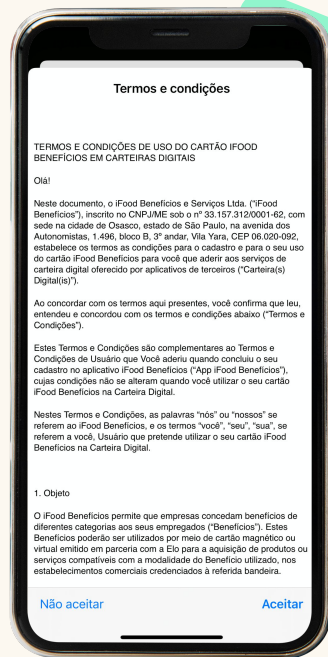 Termos e condições
TERMOS E CONDIÇÕES DE USO DO CARTÃO IFOOD
BENEFÍCIOS EM CARTEIRAS DIGITAIS
Olá!
Neste documento, o iFood Benefícios e Serviços Ltda. (“iFood
Benefícios”), inscrito no CNPJ/ME sob o nº 33.157.312/0001-62, com
sede na cidade de Osasco, estado de São Paulo, na avenida dos
Autonomistas, 1.496, bloco B, 3º andar, Vila Yara, CEP 06.020-092,
estabelece os termos as condições para o cadastro e para o seu uso
do cartão iFood Benefícios para você que aderir aos serviços de
carteira digital oferecido por aplicativos de terceiros (“Carteira(s)
Digital(is)”).
Ao concordar com os termos aqui presentes, você confirma que leu,
entendeu e concordou com os termos e condições abaixo (“Termos e
Condições”).
Estes Termos e Condições são complementares ao Termos e
Condições de Usuário que Você aderiu quando concluiu o seu
cadastro no aplicativo iFood Benefícios (“App iFood Benefícios”),
cujas condições não se alteram quando você utilizar o seu cartão
iFood Benefícios na Carteira Digital.
Nestes Termos e Condições, as palavras “nós” ou “nossos” se
referem ao iFood Benefícios, e os termos “você”, “seu”, “sua”, se
referem a você, Usuário que pretende utilizar o seu cartão iFood
Benefícios na Carteira Digital.
1. Objeto
O iFood Benefícios permite que empresas concedam benefícios de
diferentes categorias aos seus empregados (“Benefícios”). Estes
Benefícios poderão ser utilizados por meio de cartão magnético ou
virtual emitido em parceria com a Elo para a aquisição de produtos ou
serviços compatíveis com a modalidade do Benefício utilizado, nos
estabelecimentos comerciais credenciados à referida bandeira.
Não aceitar
Aceitar